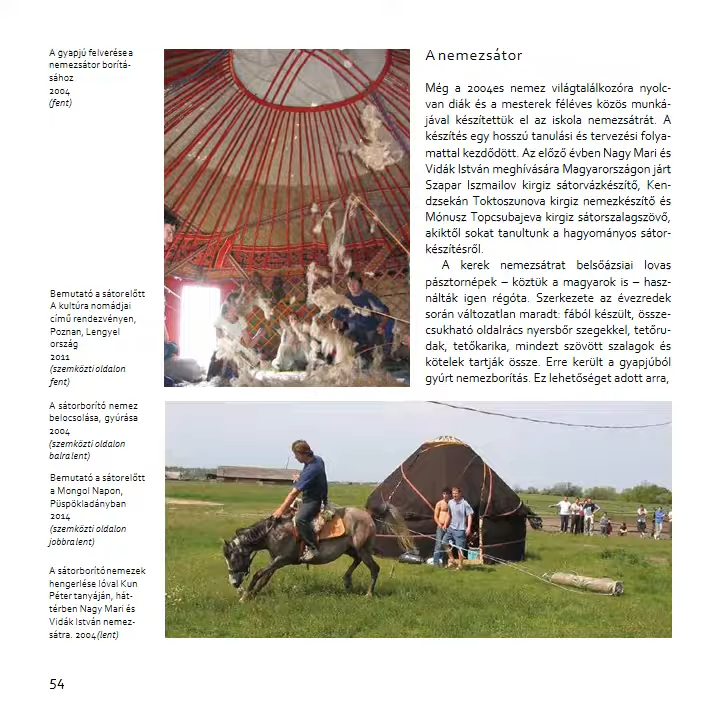 A gyapjú felverése a
nemezsátor borítá-
sához
2004
(fent)
Bemutató a sátor előtt
A kultúra nomádjai
című rendezvényen,
Poznan, Lengyel
ország
2011
(szemközti oldalon
fent)
A sátorborító nemez
belocsolása, gyúrása
2004
(szemközti oldalon
balra lent)
Bemutató a sátor előtt
a Mongol Napon,
Püspökladányban
2014
(szemközti oldalon
jobbra lent)
A sátorborító nemezek
hengerlése lóval Kun
Péter tanyáján, hát-
térben Nagy Mari és
Vidák István nemez-
sátra. 2004 (lent)
A nemezsátor
Még a 2004es nemez világtalálkozóra nyolc-
van diák és a mesterek féléves közös munká-
jával készítettük el az iskola nemezsátrát. A
készítés egy hosszú tanulási és tervezési folya-
mattal kezdődött. Az előző évben Nagy Mari és
Vidák István meghívására Magyarországon járt
Szapar Iszmailov kirgiz sátorvázkészítő, Ken-
dzsekán Toktoszunova kirgiz nemezkészítő és
Mónusz Topcsubajeva kirgiz sátorszalagszövő,
akiktől sokat tanultunk a hagyományos sátor-
készítésről.
A kerek nemezsátrat belsőázsiai lovas
pásztornépek – köztük a magyarok is – hasz-
nálták igen régóta. Szerkezete az évezredek
során változatlan maradt: fából készült, össze-
csukható oldalrács nyersbőr szegekkel, tetőru-
dak, tetőkarika, mindezt szövött szalagok és
kötelek tartják össze. Erre került a gyapjúból
gyúrt nemezborítás. Ez lehetőséget adott arra,
54